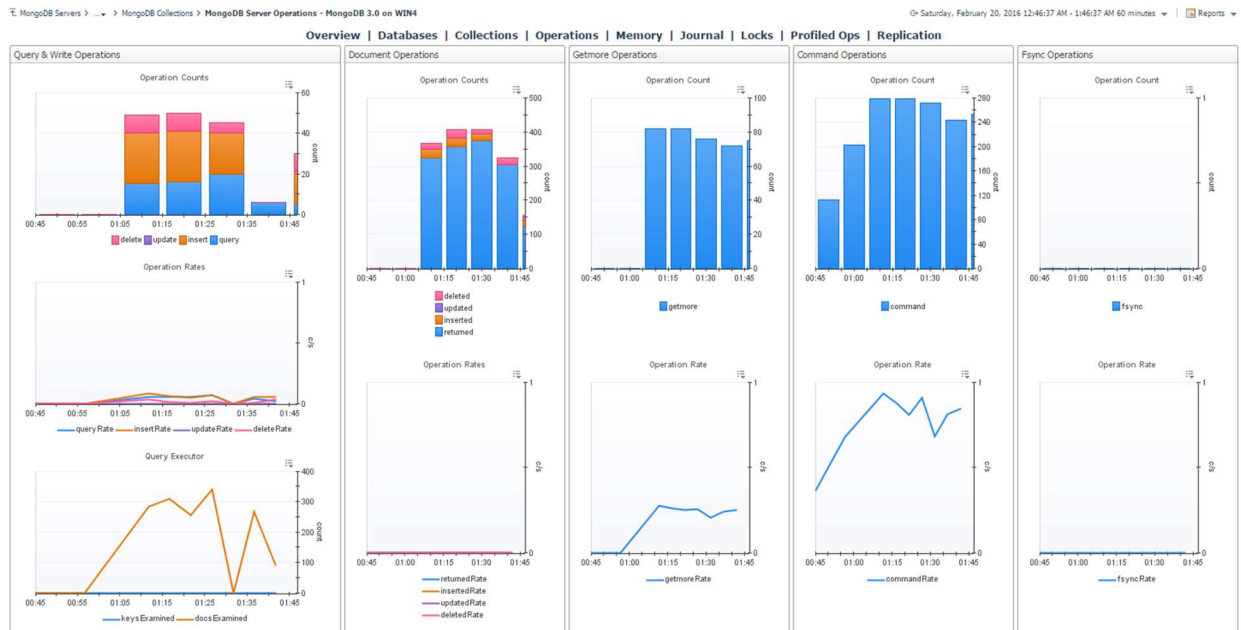 MongoDB Servers > ... > MongoDB Collections > MongoDB Server Operations - MongoDB 3.0 on WIN4
Saturday, February 20, 2016 12:46:37 AM - 1:46:37 AM 60 minutes | Reports
Overview | Databases | Collections | Operations | Memory | Journal | Locks | Profiled Ops | Replication
Query & Write Operations
Operation Counts
60
40
20
0
count
00:45 00:55 01:05 01:15 01:25 01:35 01:45
delete update insert query
Operation Rates
1
0
c/s
00:45 00:55 01:05 01:15 01:25 01:35 01:45
queryRate insertRate updateRate deleteRate
Query Executor
400
300
200
100
0
count
00:45 00:55 01:05 01:15 01:25 01:35 01:45
keysExamined docsExamined
Document Operations
Operation Counts
500
400
300
200
100
0
count
00:45 01:00 01:15 01:30 01:45
deleted
updated
inserted
returned
Operation Rates
1
0
c/s
00:45 01:00 01:15 01:30 01:45
returnedRate
insertedRate
updatedRate
deletedRate
Getmore Operations
Operation Count
100
80
60
40
20
0
count
00:45 01:00 01:15 01:30 01:45
getmore
Operation Rate
1
0
c/s
00:45 01:00 01:15 01:30 01:45
getmoreRate
Command Operations
Operation Count
280
240
200
160
120
80
40
0
count
00:45 01:00 01:15 01:30 01:45
command
Operation Rate
1
0
c/s
00:45 01:00 01:15 01:30 01:45
commandRate
Fsync Operations
Operation Count
1
0
count
00:45 01:00 01:15 01:30 01:45
fsync
Operation Rate
1
0
c/s
00:45 01:00 01:15 01:30 01:45
fsyncRate